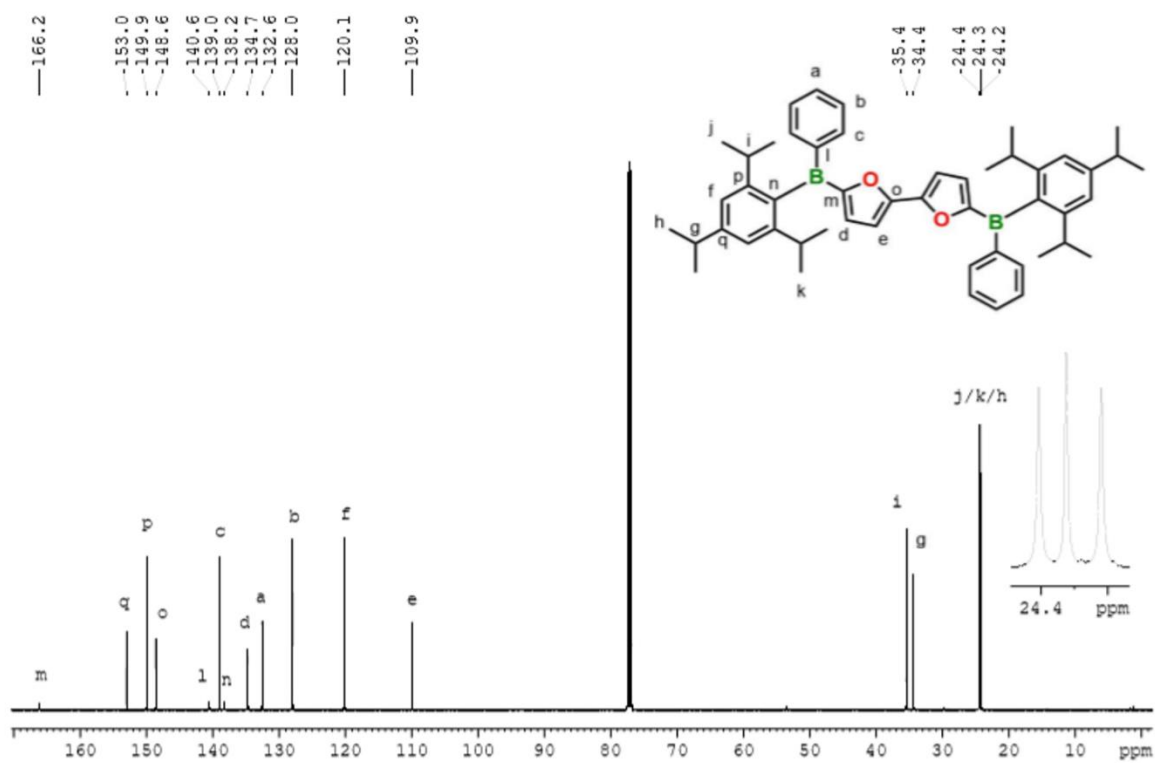 166.2
153.0
149.9
148.6
140.6
139.0
138.2
134.7
132.6
128.0
120.1
109.9
35.4
34.4
24.4
24.3
24.2
a
b
c
j
i
l
p
n
B
O
f
m
o
h
g
q
d
e
k
O
B
j/k/h
24.4 ppm
i
g
p
c
b
f
q
o
d
a
e
m
l
n
160 150 140 130 120 110 100 90 80 70 60 50 40 30 20 10 ppm